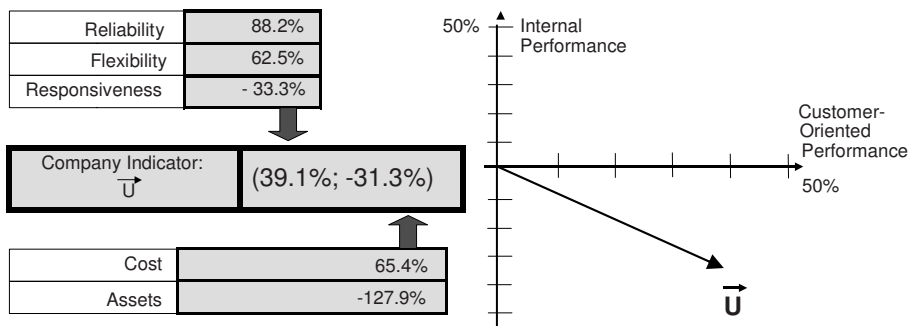 Reliability 88.2%
Flexibility 62.5%
Responsiveness - 33.3%
Company Indicator:
U
(39.1%; -31.3%)
Cost 65.4%
Assets -127.9%
50%
Internal
Performance
Customer-
Oriented
Performance
50%
U